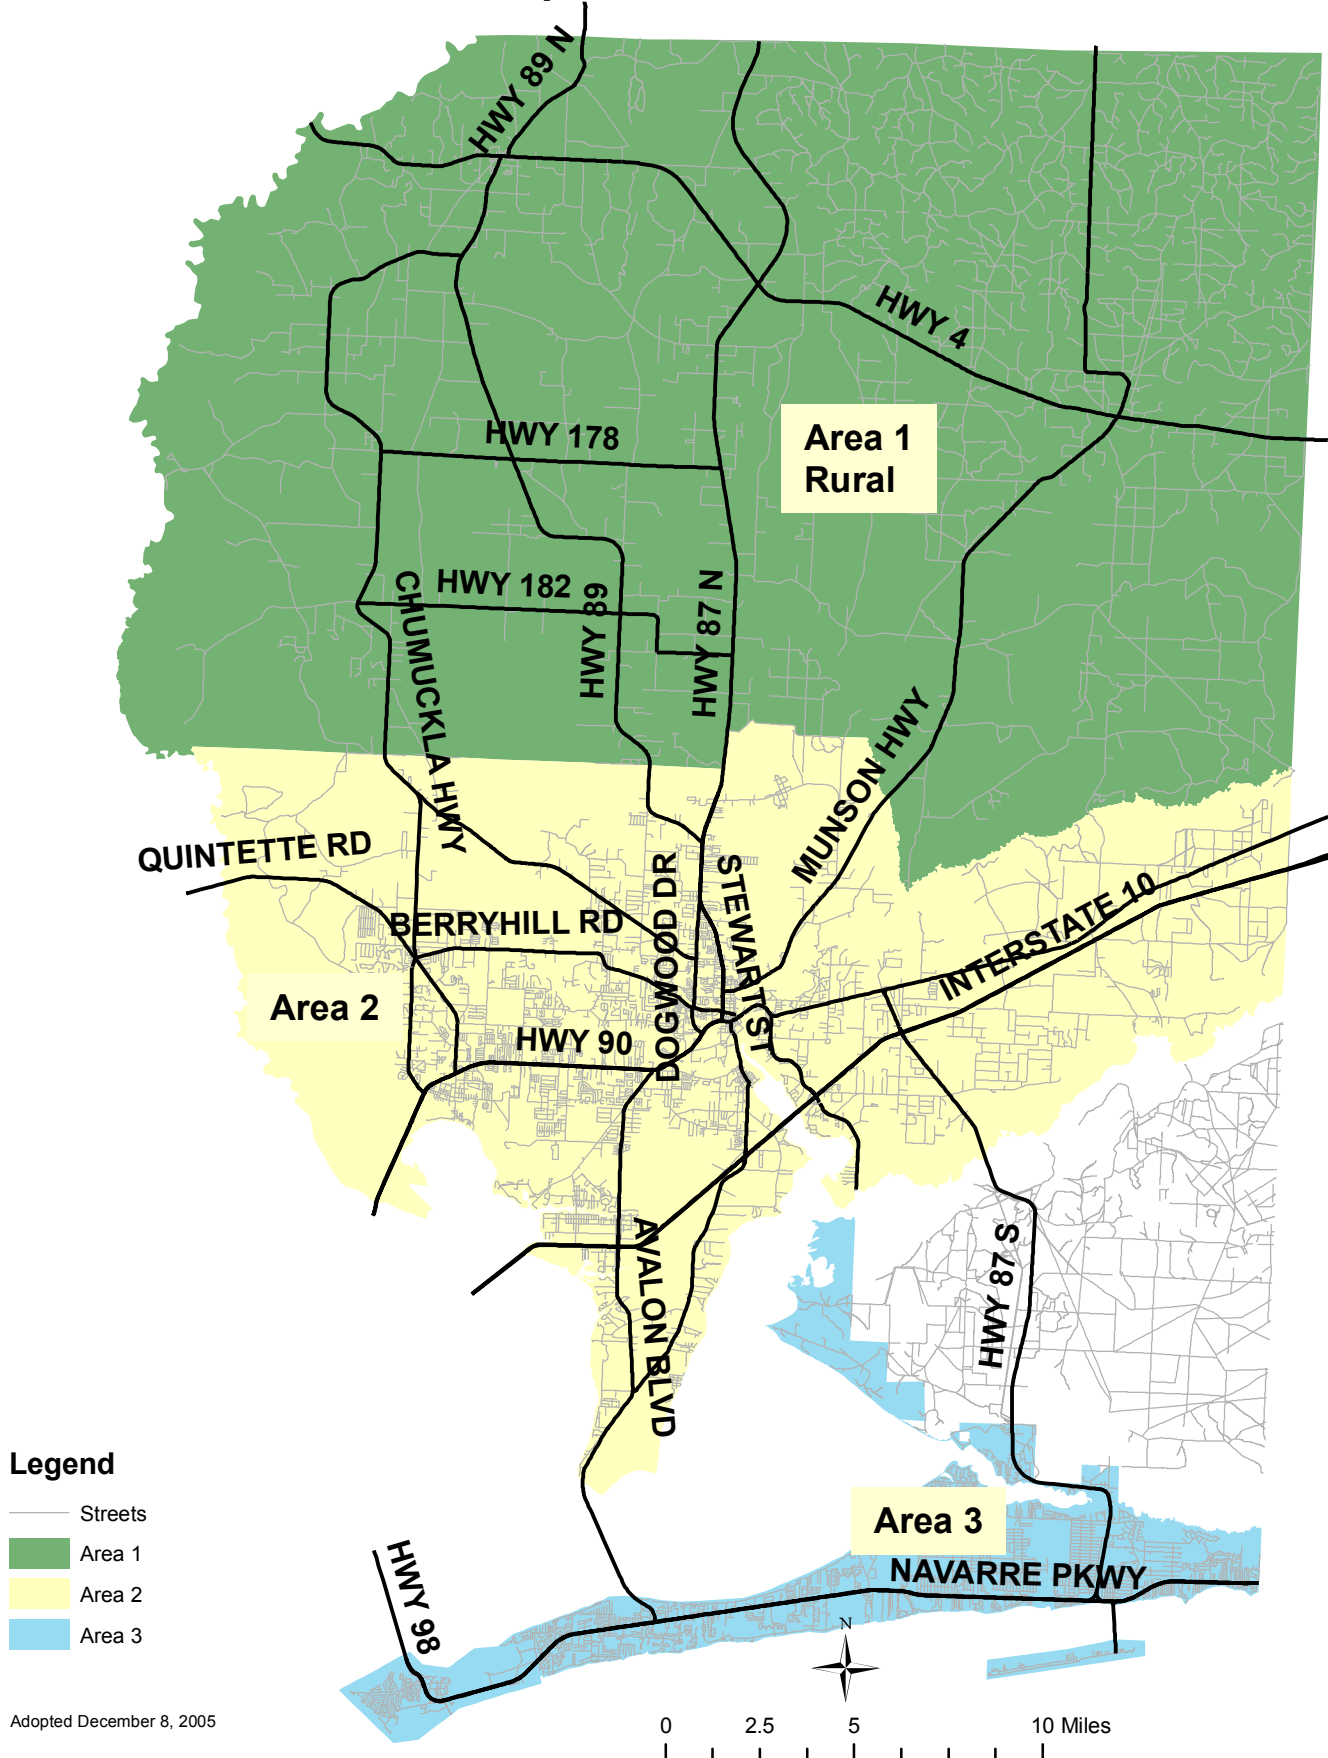 HWY 89 N
HWY 4
Area 1
Rural
HWY 178
HWY 182
CHUMUCKLA HWY
HWY 89
HWY 87 N
MUNSON HWY
QUINTETTE RD
BERRYHILL RD
DOGWOOD DR
STEWART ST
INTERSTATE 10
Area 2
HWY 90
AVALON BLVD
HWY 87 S
Legend
Streets
Area 1
Area 2
Area 3
Area 3
NAVARRE PKWY
HWY 98
N
Adopted December 8, 2005
0 2.5 5 10 Miles